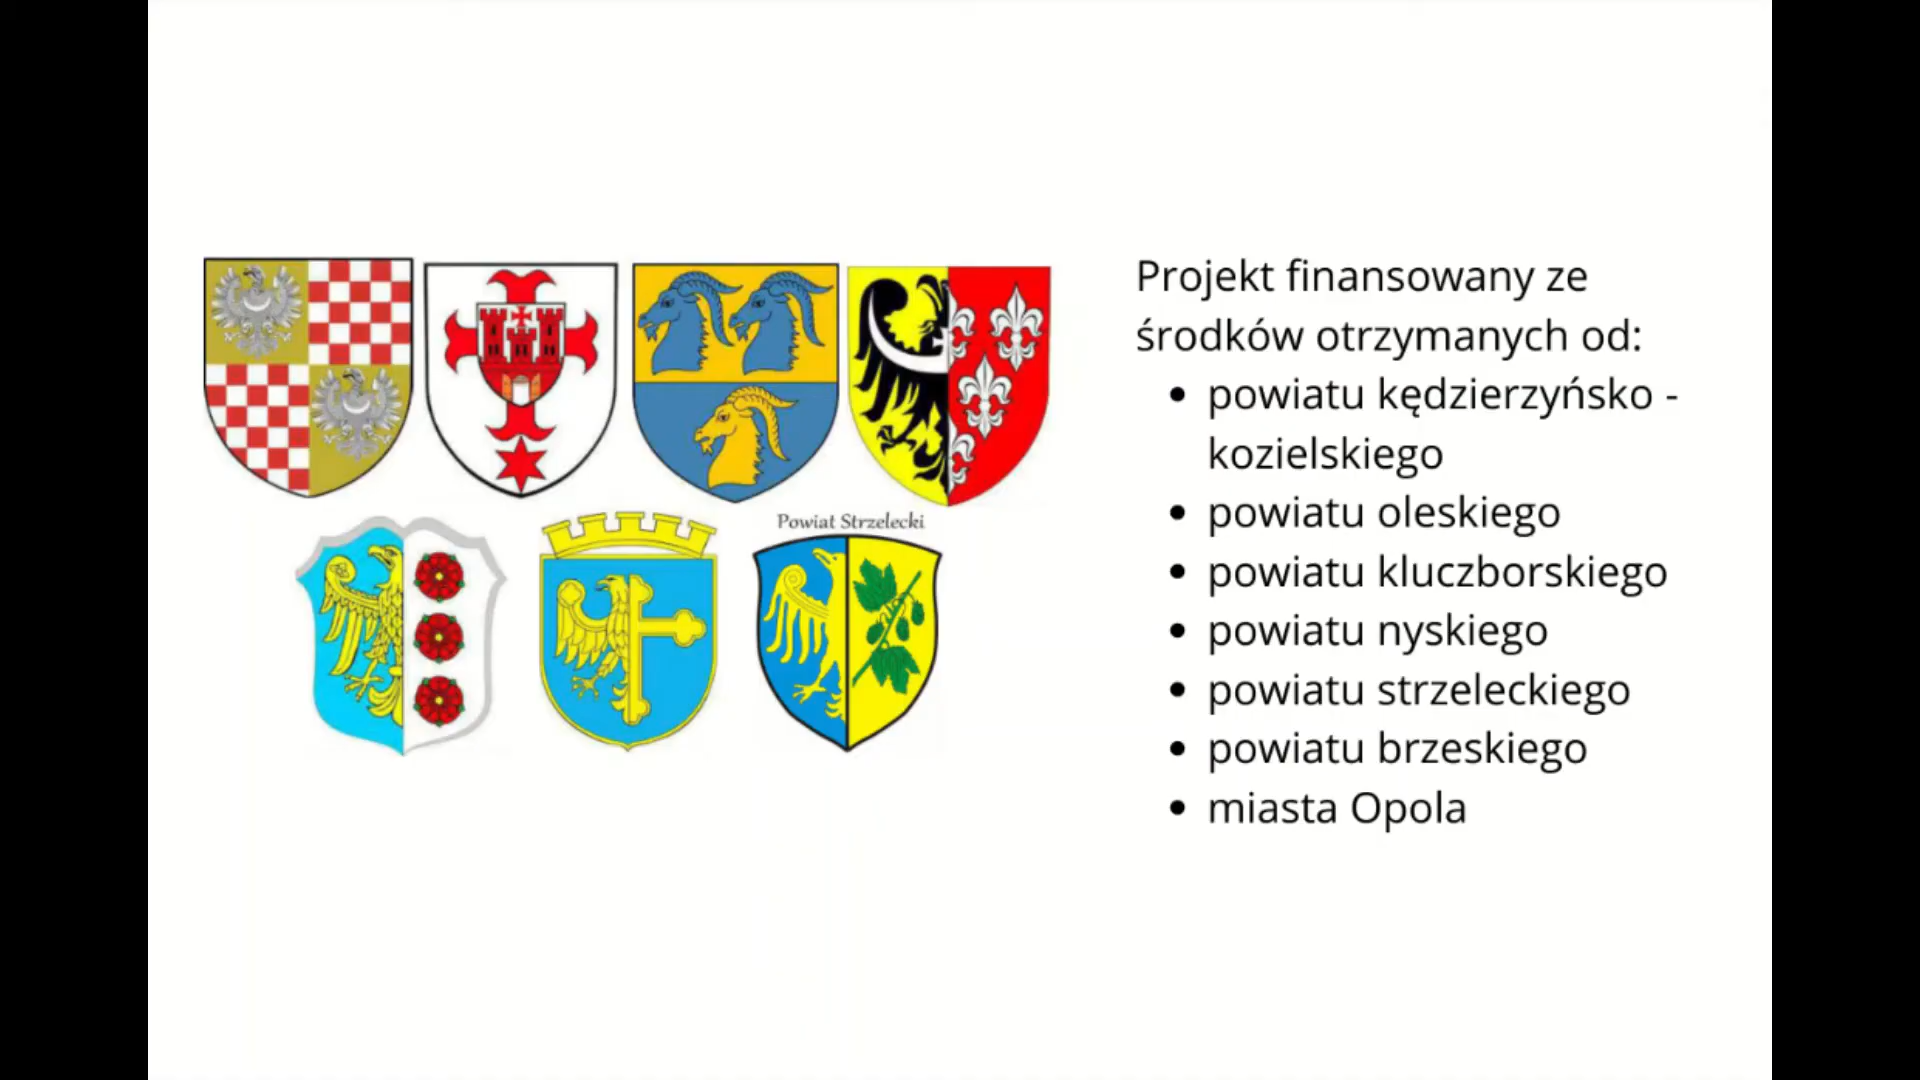 Powiat Strzelecki
Projekt finansowany ze
środków otrzymanych od:
• powiatu kędzierzyńsko -
kozielskiego
• powiatu oleskiego
• powiatu kluczborskiego
• powiatu nyskiego
• powiatu strzeleckiego
• powiatu brzeskiego
• miasta Opola